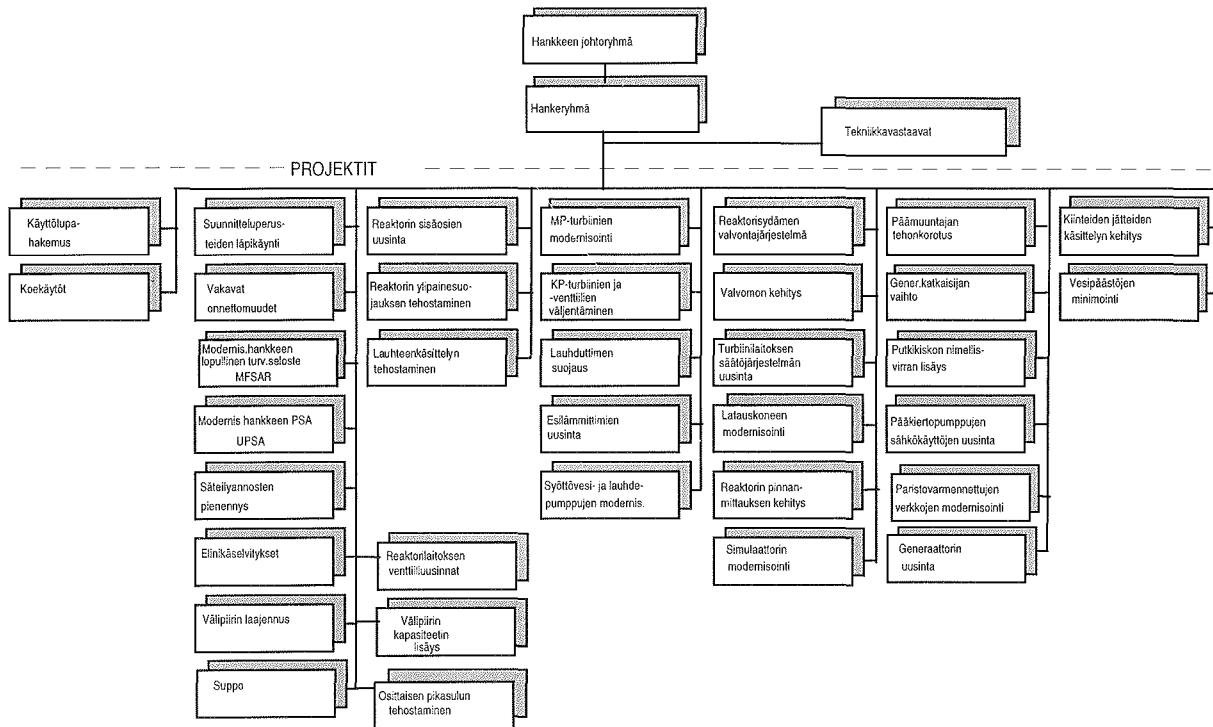 Hankkeen johtoryhmä
Hankeryhmä
Tekniikkavastaavat
PROJEKTIT
Käyttölupa-
hakemus
Koekäytöt
Suunnitteluperus-
teiden läpikäynti
Vakavat
onnettomuudet
Modernis.hankkeen
lopullinen turv.seloste
MFSAR
Modernis hankkeen PSA
UPSA
Säteilyannosten
pienennys
Elinikäselvitykset
Välipiirin laajennus
Suppo
Reaktorin sisäosien
uusinta
Reaktorin ylipainesuo-
jauksen tehostaminen
Lauhteenkäsittelyn
tehostaminen
Reaktorilaitoksen
venttiiliuusinnat
Välipiirin
kapasiteetin
lisäys
Osittaisen pikasulun
tehostaminen
MP-turbiinien
modernisointi
KP-turbiinien ja
-venttiilien
väljentäminen
Lauhduttimen
suojaus
Esilämmittimien
uusinta
Syöttövesi- ja lauhde-
pumppujen modernis.
Reaktorisydämen
valvontajärjestelmä
Valvomon kehitys
Turbiinilaitoksen
säätöjärjestelmän
uusinta
Latauskoneen
modernisointi
Reaktorin pinnan-
mittauksen kehitys
Simulaattorin
modernisointi
Päämuuntajan
tehonkorotus
Gener.katkaisijan
vaihto
Putkikiskon nimellis-
virran lisäys
Pääkiertopumppujen
sähkökäyttöjen uusinta
Paristovarmennettujen
verkkojen modernisointi
Generaattorin
uusinta
Kiinteiden jätteiden
käsittelyn kehitys
Vesipäästöjen
minimointi